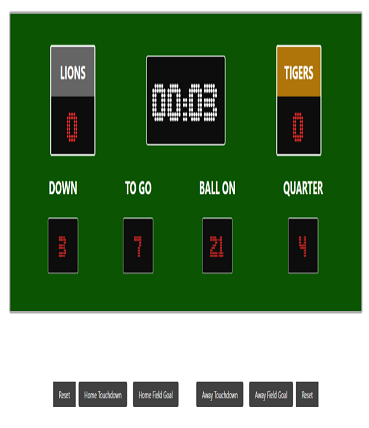 LIONS TIGERS
00:03
0 0
DOWN TO GO BALL ON QUARTER
3 7 21 4
Reset Home Touchdown Home Field Goal Away Touchdown Away Field Goal Reset